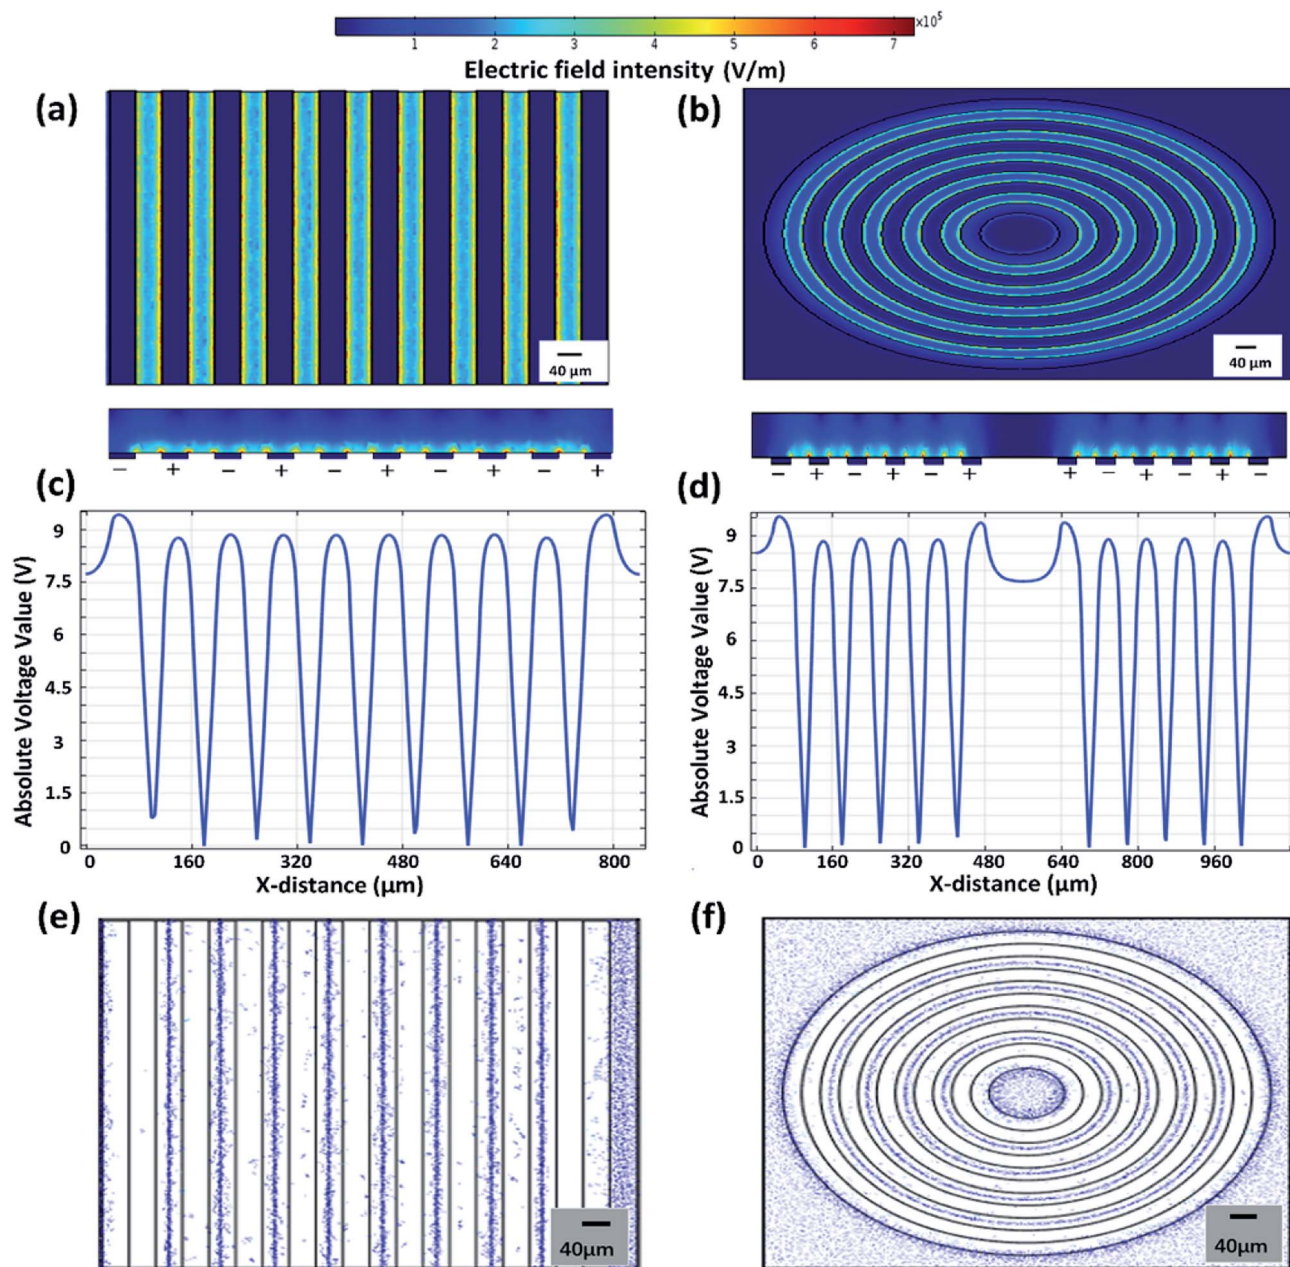 1 2 3 4 5 6 7 x10⁵
Electric field intensity (V/m)
(a)
(b)
40 µm
40 µm
− + − + − + − + − +
− + − + − + + − + − + −
(c)
(d)
Absolute Voltage Value (V)
9
7.5
6
4.5
3
1.5
0
0 160 320 480 640 800
X-distance (µm)
Absolute Voltage Value (V)
9
7.5
6
4.5
3
1.5
0
0 160 320 480 640 800 960
X-distance (µm)
(e)
(f)
40µm
40µm